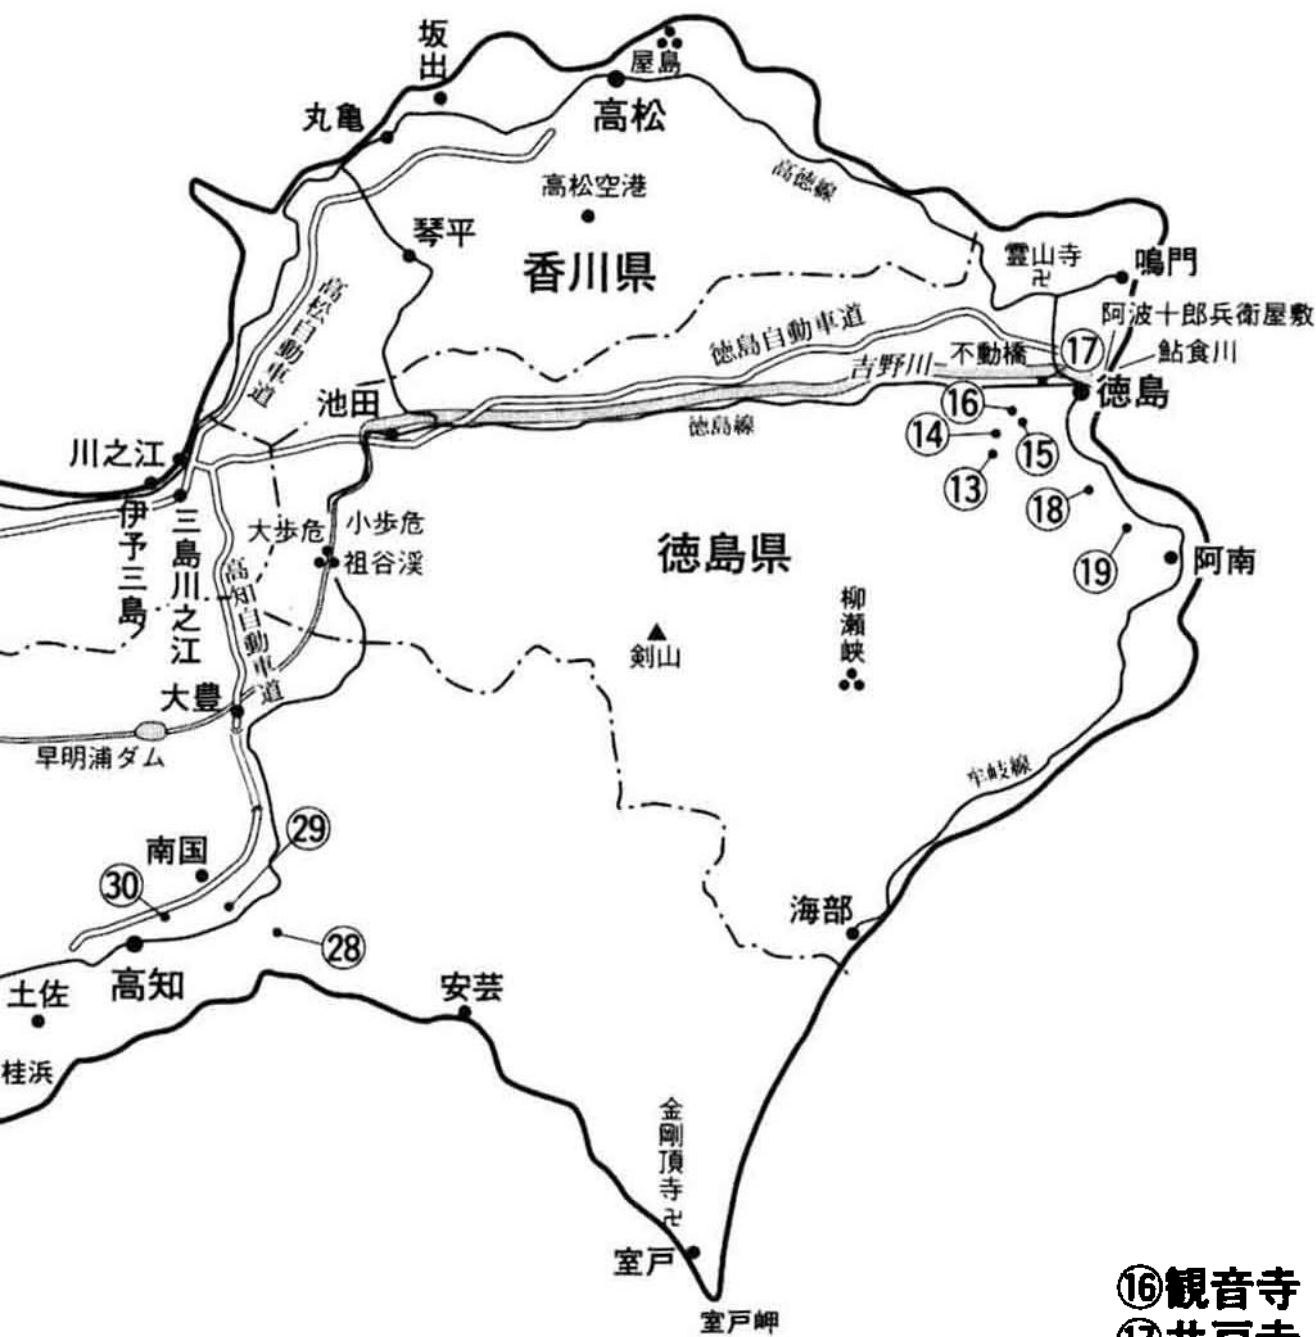 坂出
屋島
丸亀
高松
高徳線
高松空港
琴平
香川県
霊山寺
鳴門
高松自動車道
徳島自動車道
阿波十郎兵衛屋敷
吉野川
不動橋
⑰
鮎食川
徳島
池田
徳島線
⑯
⑭
⑮
⑬
川之江
⑱
伊予三島
三島川之江
大歩危
小歩危
祖谷渓
高知自動車道
徳島県
⑲
阿南
柳瀬峡
剣山
大豊
早明浦ダム
牟岐線
南国
㉙
㉚
海部
㉘
高知
土佐
安芸
桂浜
金剛頂寺
室戸
室戸岬
⑯観音寺
⑰井戸寺